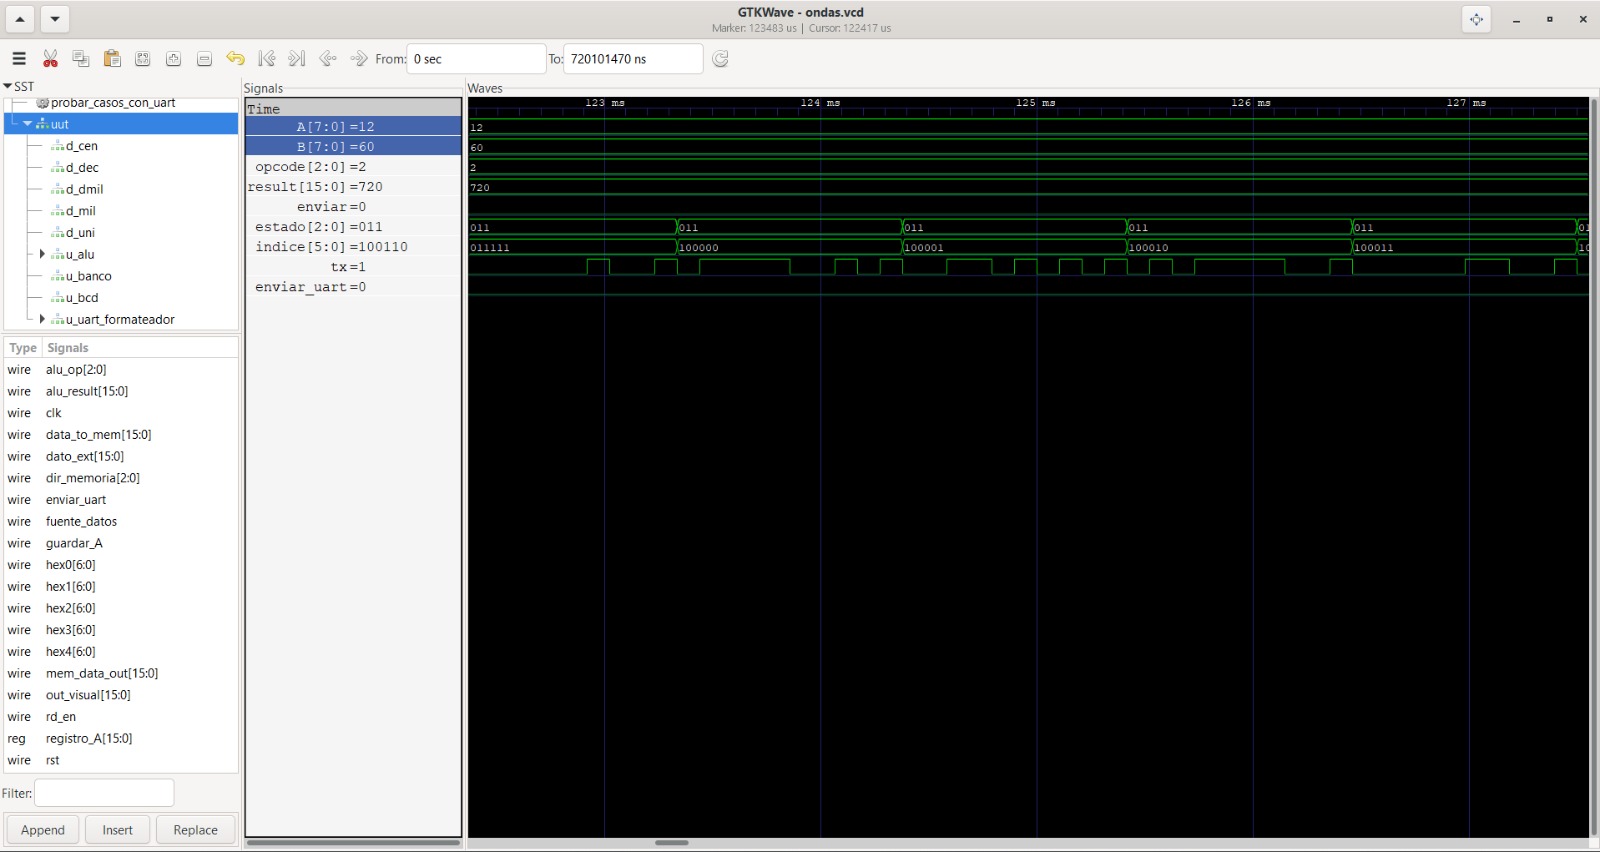 GTKWave - ondas.vcd
Marker: 123483 us | Cursor: 122417 us
From: 0 sec To: 720101470 ns
SST
probar_casos_con_uart
uut
d_cen
d_dec
d_dmil
d_mil
d_uni
u_alu
u_banco
u_bcd
u_uart_formateador
Type Signals
wire alu_op[2:0]
wire alu_result[15:0]
wire clk
wire data_to_mem[15:0]
wire dato_ext[15:0]
wire dir_memoria[2:0]
wire enviar_uart
wire fuente_datos
wire guardar_A
wire hex0[6:0]
wire hex1[6:0]
wire hex2[6:0]
wire hex3[6:0]
wire hex4[6:0]
wire mem_data_out[15:0]
wire out_visual[15:0]
wire rd_en
reg registro_A[15:0]
wire rst
Filter:
Append Insert Replace
Signals
Time
A[7:0]=12
B[7:0]=60
opcode[2:0]=2
result[15:0]=720
enviar=0
estado[2:0]=011
indice[5:0]=100110
tx=1
enviar_uart=0
Waves
123 ms 124 ms 125 ms 126 ms 127 ms
12
60
2
720
011 011 011 011 011 01
011111 100000 100001 100010 100011 10